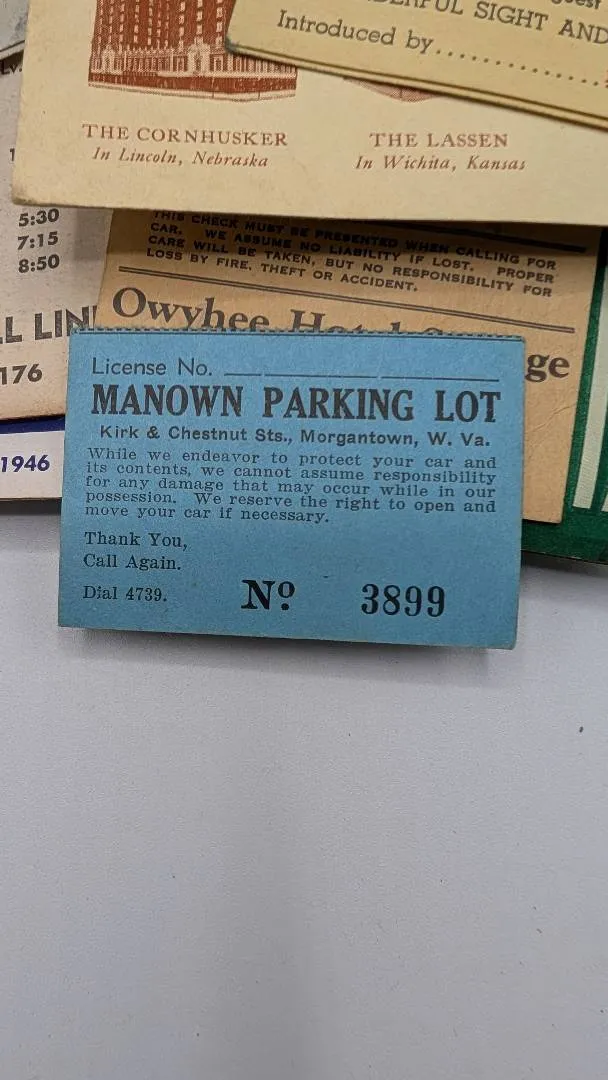 SIGHT AND
Introduced by
THE CORNHUSKER
In Lincoln, Nebraska
THE LASSEN
In Wichita, Kansas
5:30
7:15
8:50
176
1946
THIS CHECK MUST BE PRESENTED WHEN CALLING FOR
CAR. WE ASSUME NO LIABILITY IF LOST. PROPER
CARE WILL BE TAKEN, BUT NO RESPONSIBILITY FOR
LOSS BY FIRE, THEFT OR ACCIDENT.
Owyhee Hotel ge
License No.
MANOWN PARKING LOT
Kirk & Chestnut Sts., Morgantown, W. Va.
While we endeavor to protect your car and
its contents, we cannot assume responsibility
for any damage that may occur while in our
possession. We reserve the right to open and
move your car if necessary.
Thank You,
Call Again.
Dial 4739.
No 3899